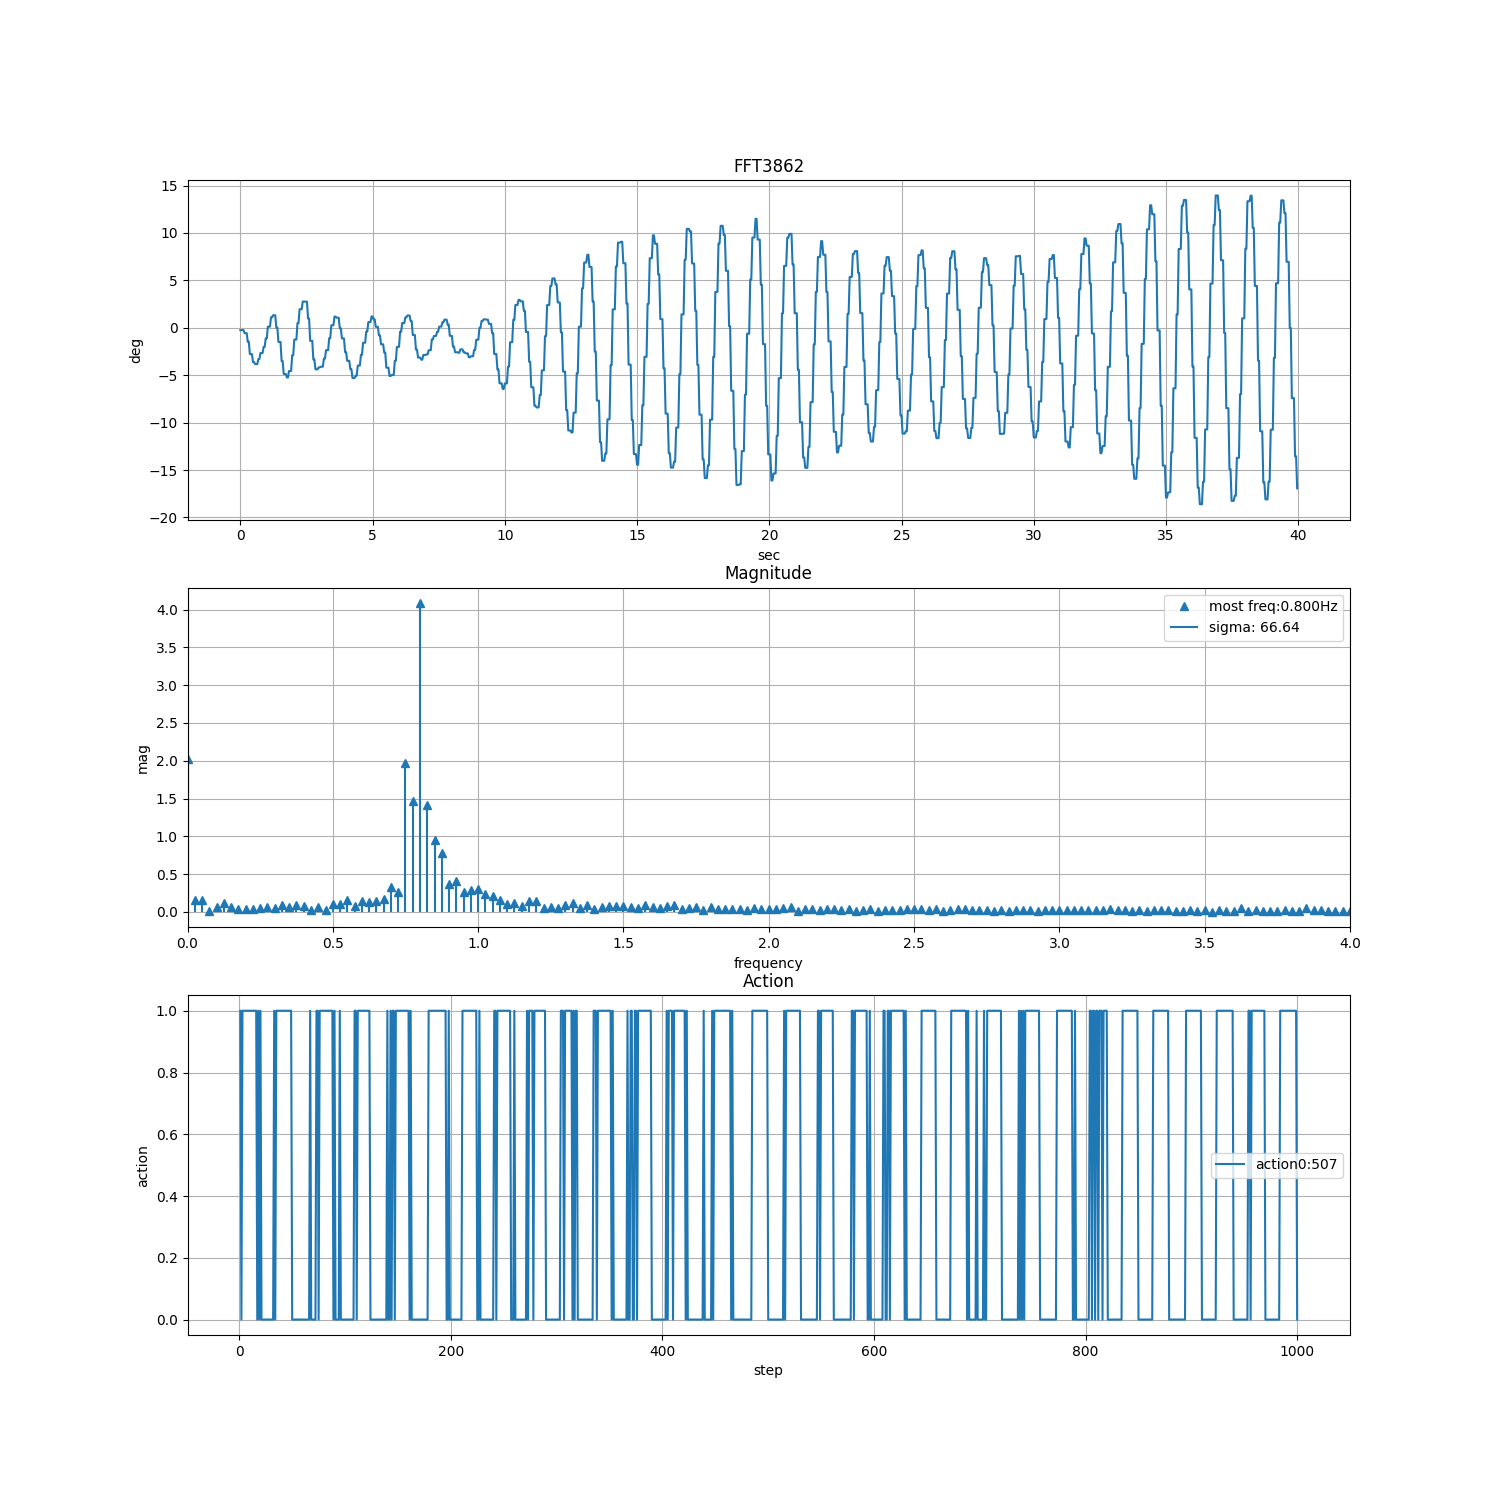 FFT3862
15
10
5
0
−5
−10
−15
−20
deg
0 5 10 15 20 25 30 35 40
sec
Magnitude
4.0
3.5
3.0
2.5
2.0
1.5
1.0
0.5
0.0
mag
most freq:0.800Hz
sigma: 66.64
0.0 0.5 1.0 1.5 2.0 2.5 3.0 3.5 4.0
frequency
Action
1.0
0.8
0.6
0.4
0.2
0.0
action
action0:507
0 200 400 600 800 1000
step